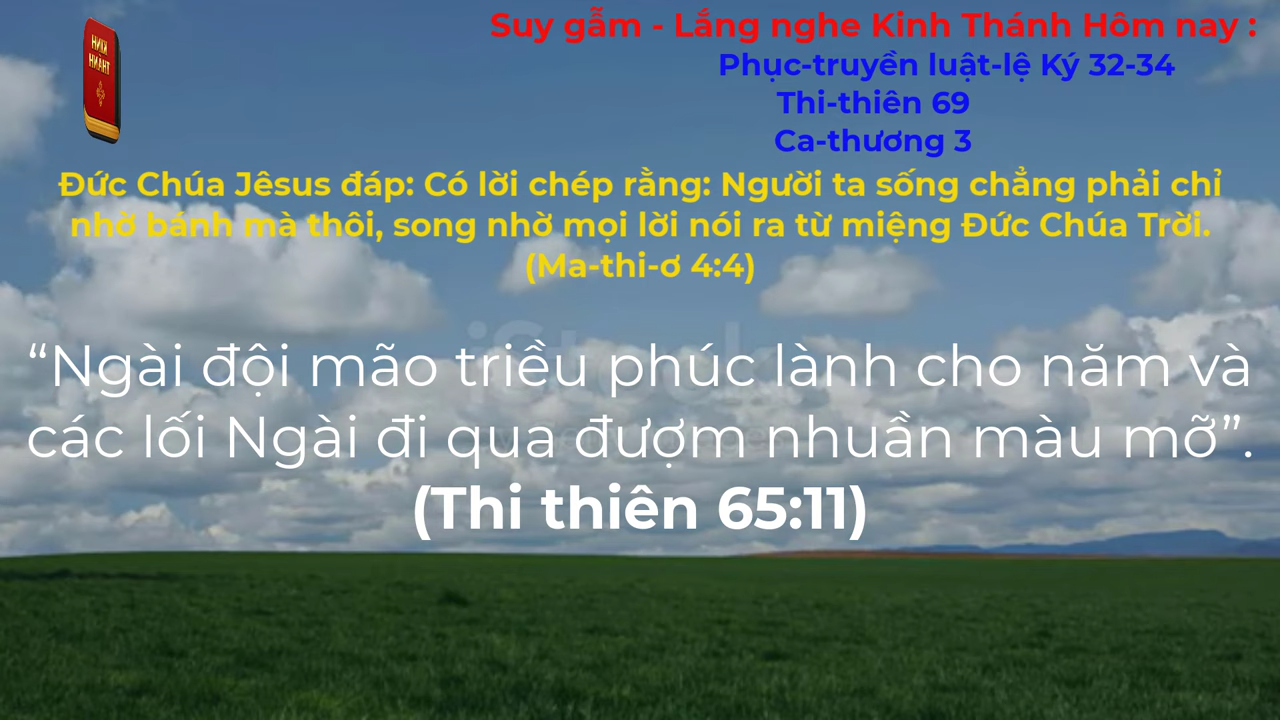 Suy gẫm - Lắng nghe Kinh Thánh Hôm nay :
Phục-truyền luật-lệ Ký 32-34
Thi-thiên 69
Ca-thương 3
KINH
THANH
Đức Chúa Jêsus đáp: Có lời chép rằng: Người ta sống chẳng phải chỉ
nhờ bánh mà thôi, song nhờ mọi lời nói ra từ miệng Đức Chúa Trời.
(Ma-thi-ơ 4:4)
iStock
“Ngài đội mão triều phúc lành cho năm và
các lối Ngài đi qua đượm nhuần màu mỡ”.
(Thi thiên 65:11)